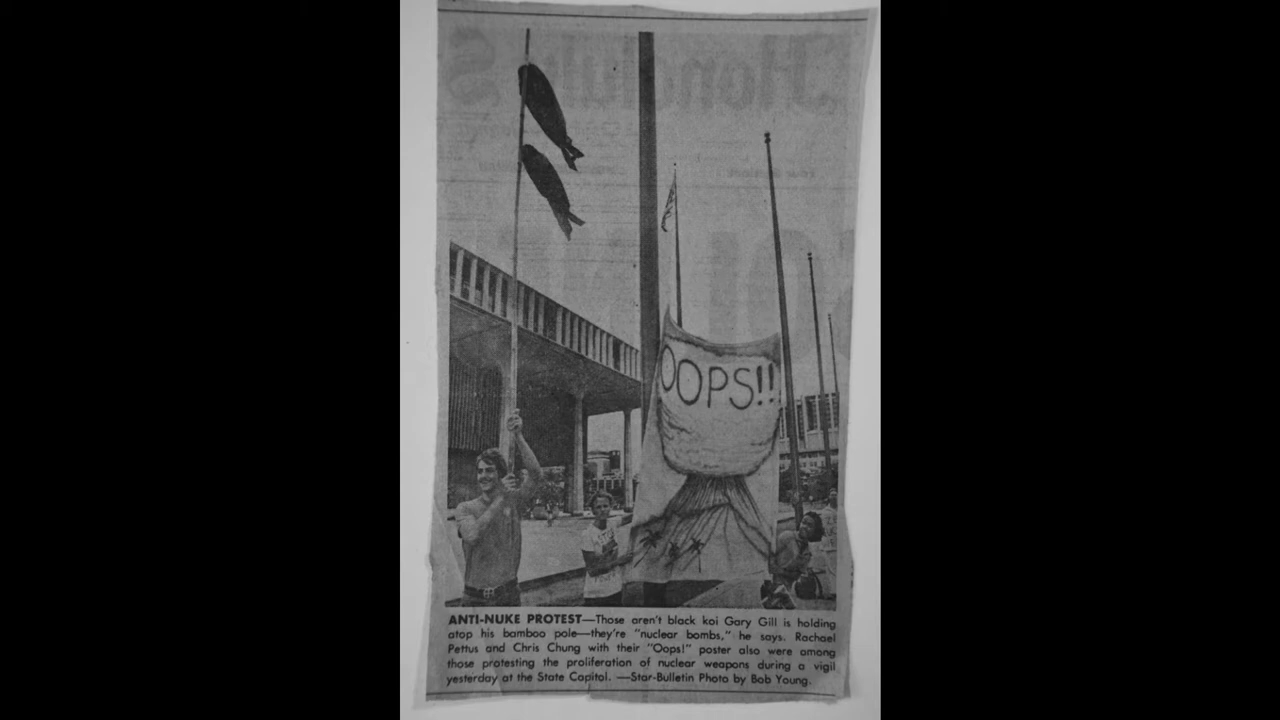 OOPS!!
ANTI-NUKE PROTEST—Those aren't black koi Gary Gill is holding
atop his bamboo pole—they're "nuclear bombs," he says. Rachael
Pettus and Chris Chung with their "Oops!" poster also were among
those protesting the proliferation of nuclear weapons during a vigil
yesterday at the State Capitol. —Star-Bulletin Photo by Bob Young.